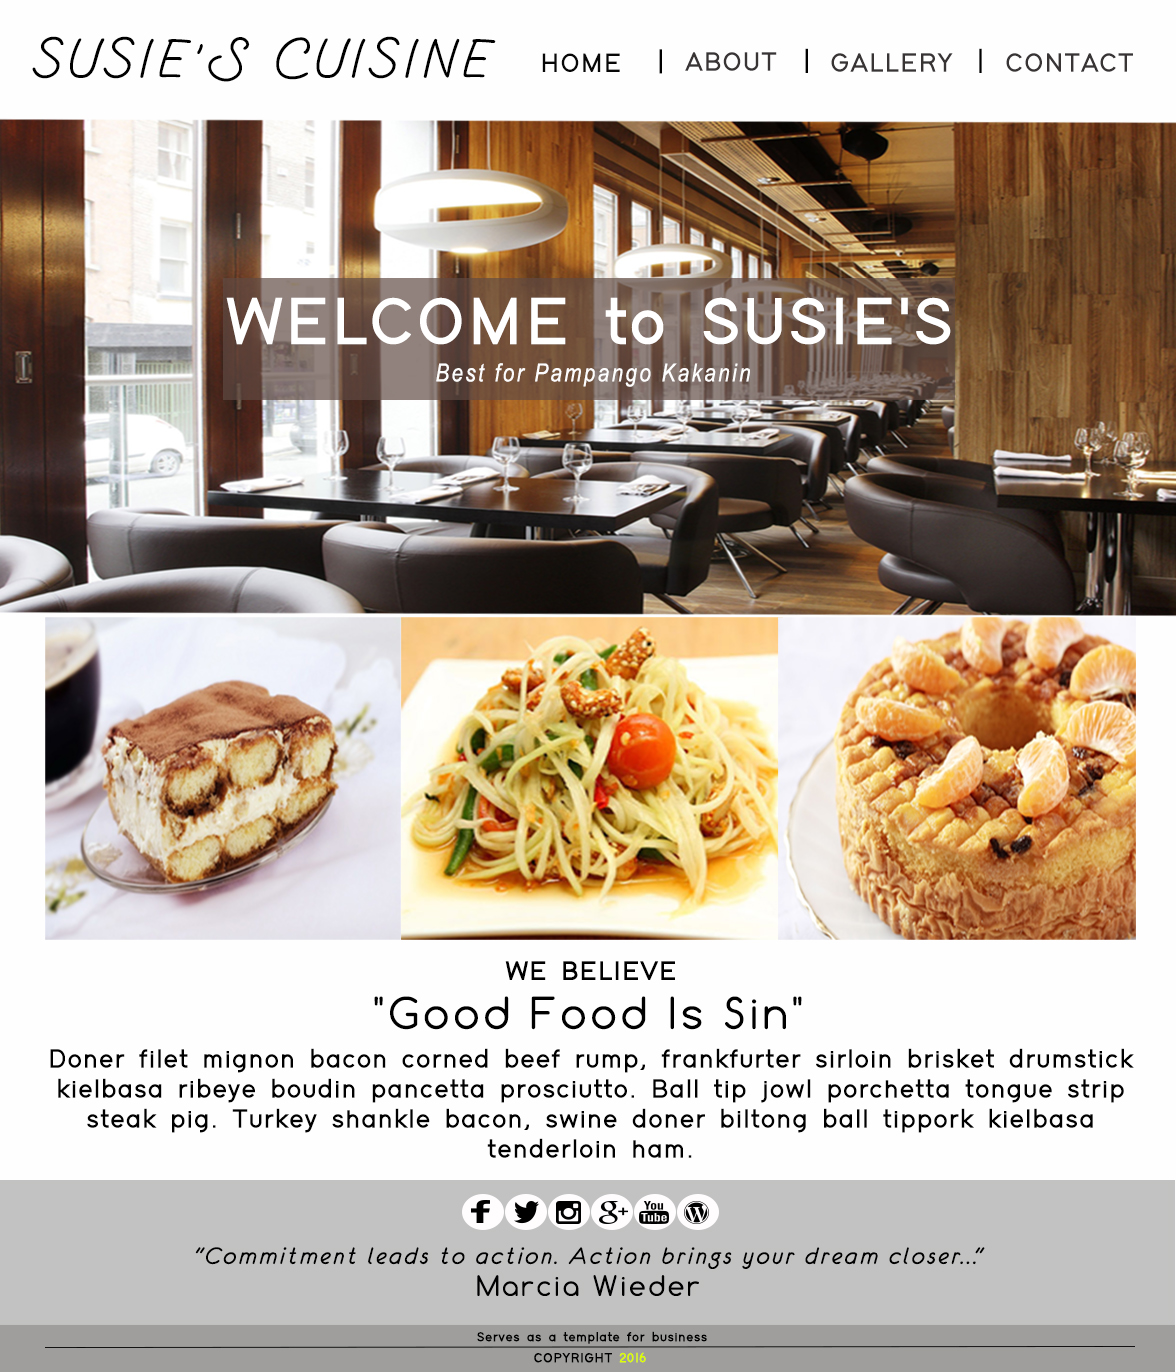 SUSIE'S CUISINE
HOME | ABOUT | GALLERY | CONTACT
WELCOME to SUSIE'S
Best for Pampango Kakanin
WE BELIEVE
"Good Food Is Sin"
Doner filet mignon bacon corned beef rump, frankfurter sirloin brisket drumstick
kielbasa ribeye boudin pancetta prosciutto. Ball tip jowl porchetta tongue strip
steak pig. Turkey shankle bacon, swine doner biltong ball tippork kielbasa
tenderloin ham.
f g+ You Tube W
"Commitment leads to action. Action brings your dream closer..."
Marcia Wieder
Serves as a template for business
COPYRIGHT 2016